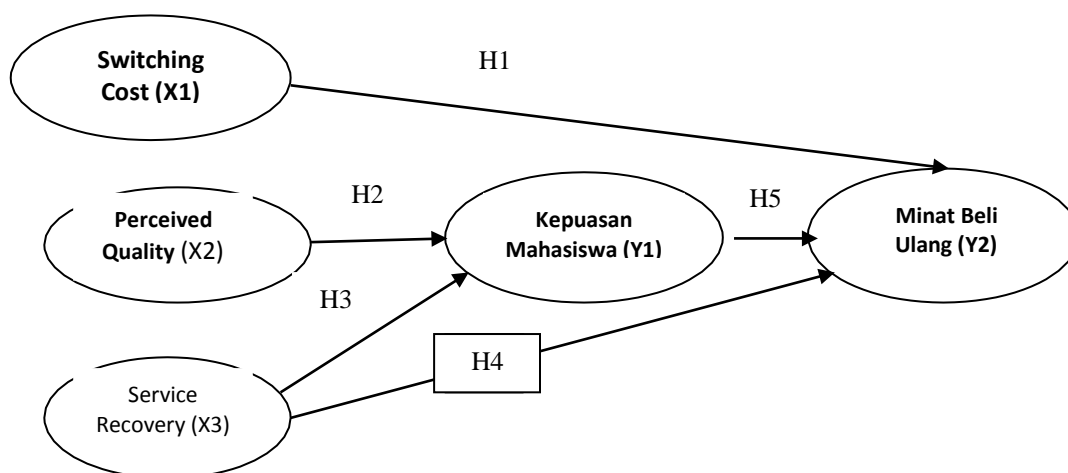 H1
Switching
Cost (X1)
H2
H5
Perceived
Quality (X2)
Kepuasan
Mahasiswa (Y1)
Minat Beli
Ulang (Y2)
H3
H4
Service
Recovery (X3)